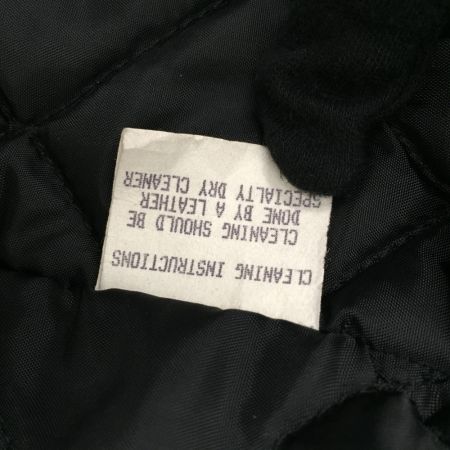 CLEANING INSTRUCTIONS
CLEANING SHOULD BE
DONE BY A LEATHER
SPECIALTY DRY CLEANER